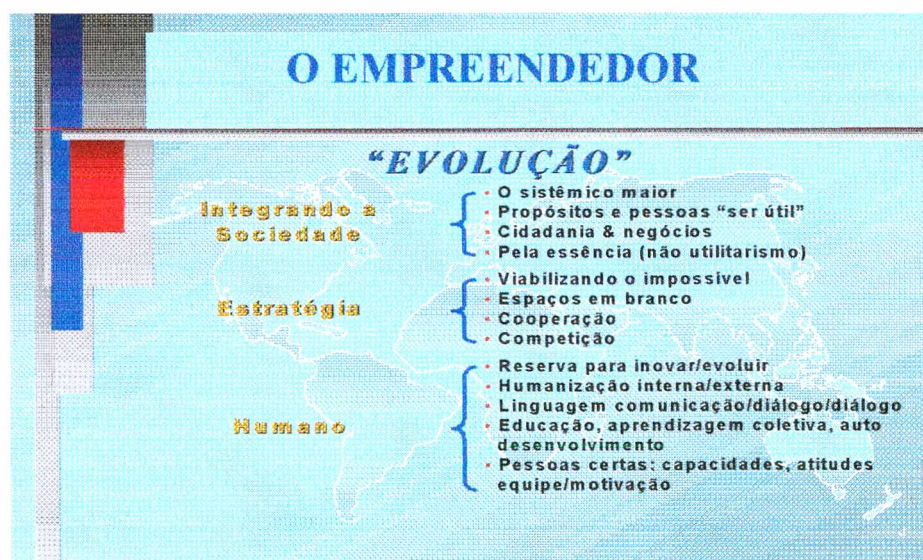 O EMPREENDEDOR
“EVOLUÇÃO”
Integrando a
Sociedade
• O sistêmico maior
• Propósitos e pessoas “ser útil”
• Cidadania & negócios
• Pela essência (não utilitarismo)
Estratégia
• Viabilizando o impossível
• Espaços em branco
• Cooperação
• Competição
Humano
• Reserva para inovar/evoluir
• Humanização interna/externa
• Linguagem comunicação/diálogo/diálogo
• Educação, aprendizagem coletiva, auto
desenvolvimento
• Pessoas certas: capacidades, atitudes
equipe/motivação